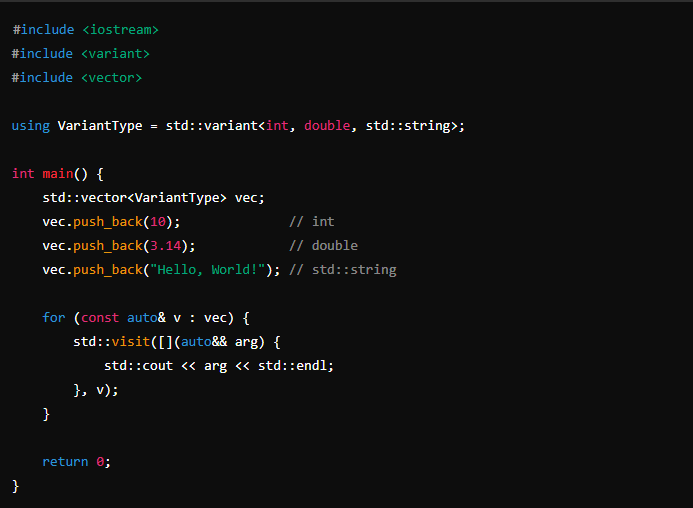 #include <iostream>
#include <variant>
#include <vector>
using VariantType = std::variant<int, double, std::string>;
int main() {
    std::vector<VariantType> vec;
    vec.push_back(10);              // int
    vec.push_back(3.14);            // double
    vec.push_back("Hello, World!"); // std::string
    for (const auto& v : vec) {
        std::visit([](auto&& arg) {
            std::cout << arg << std::endl;
        }, v);
    }
    return 0;
}